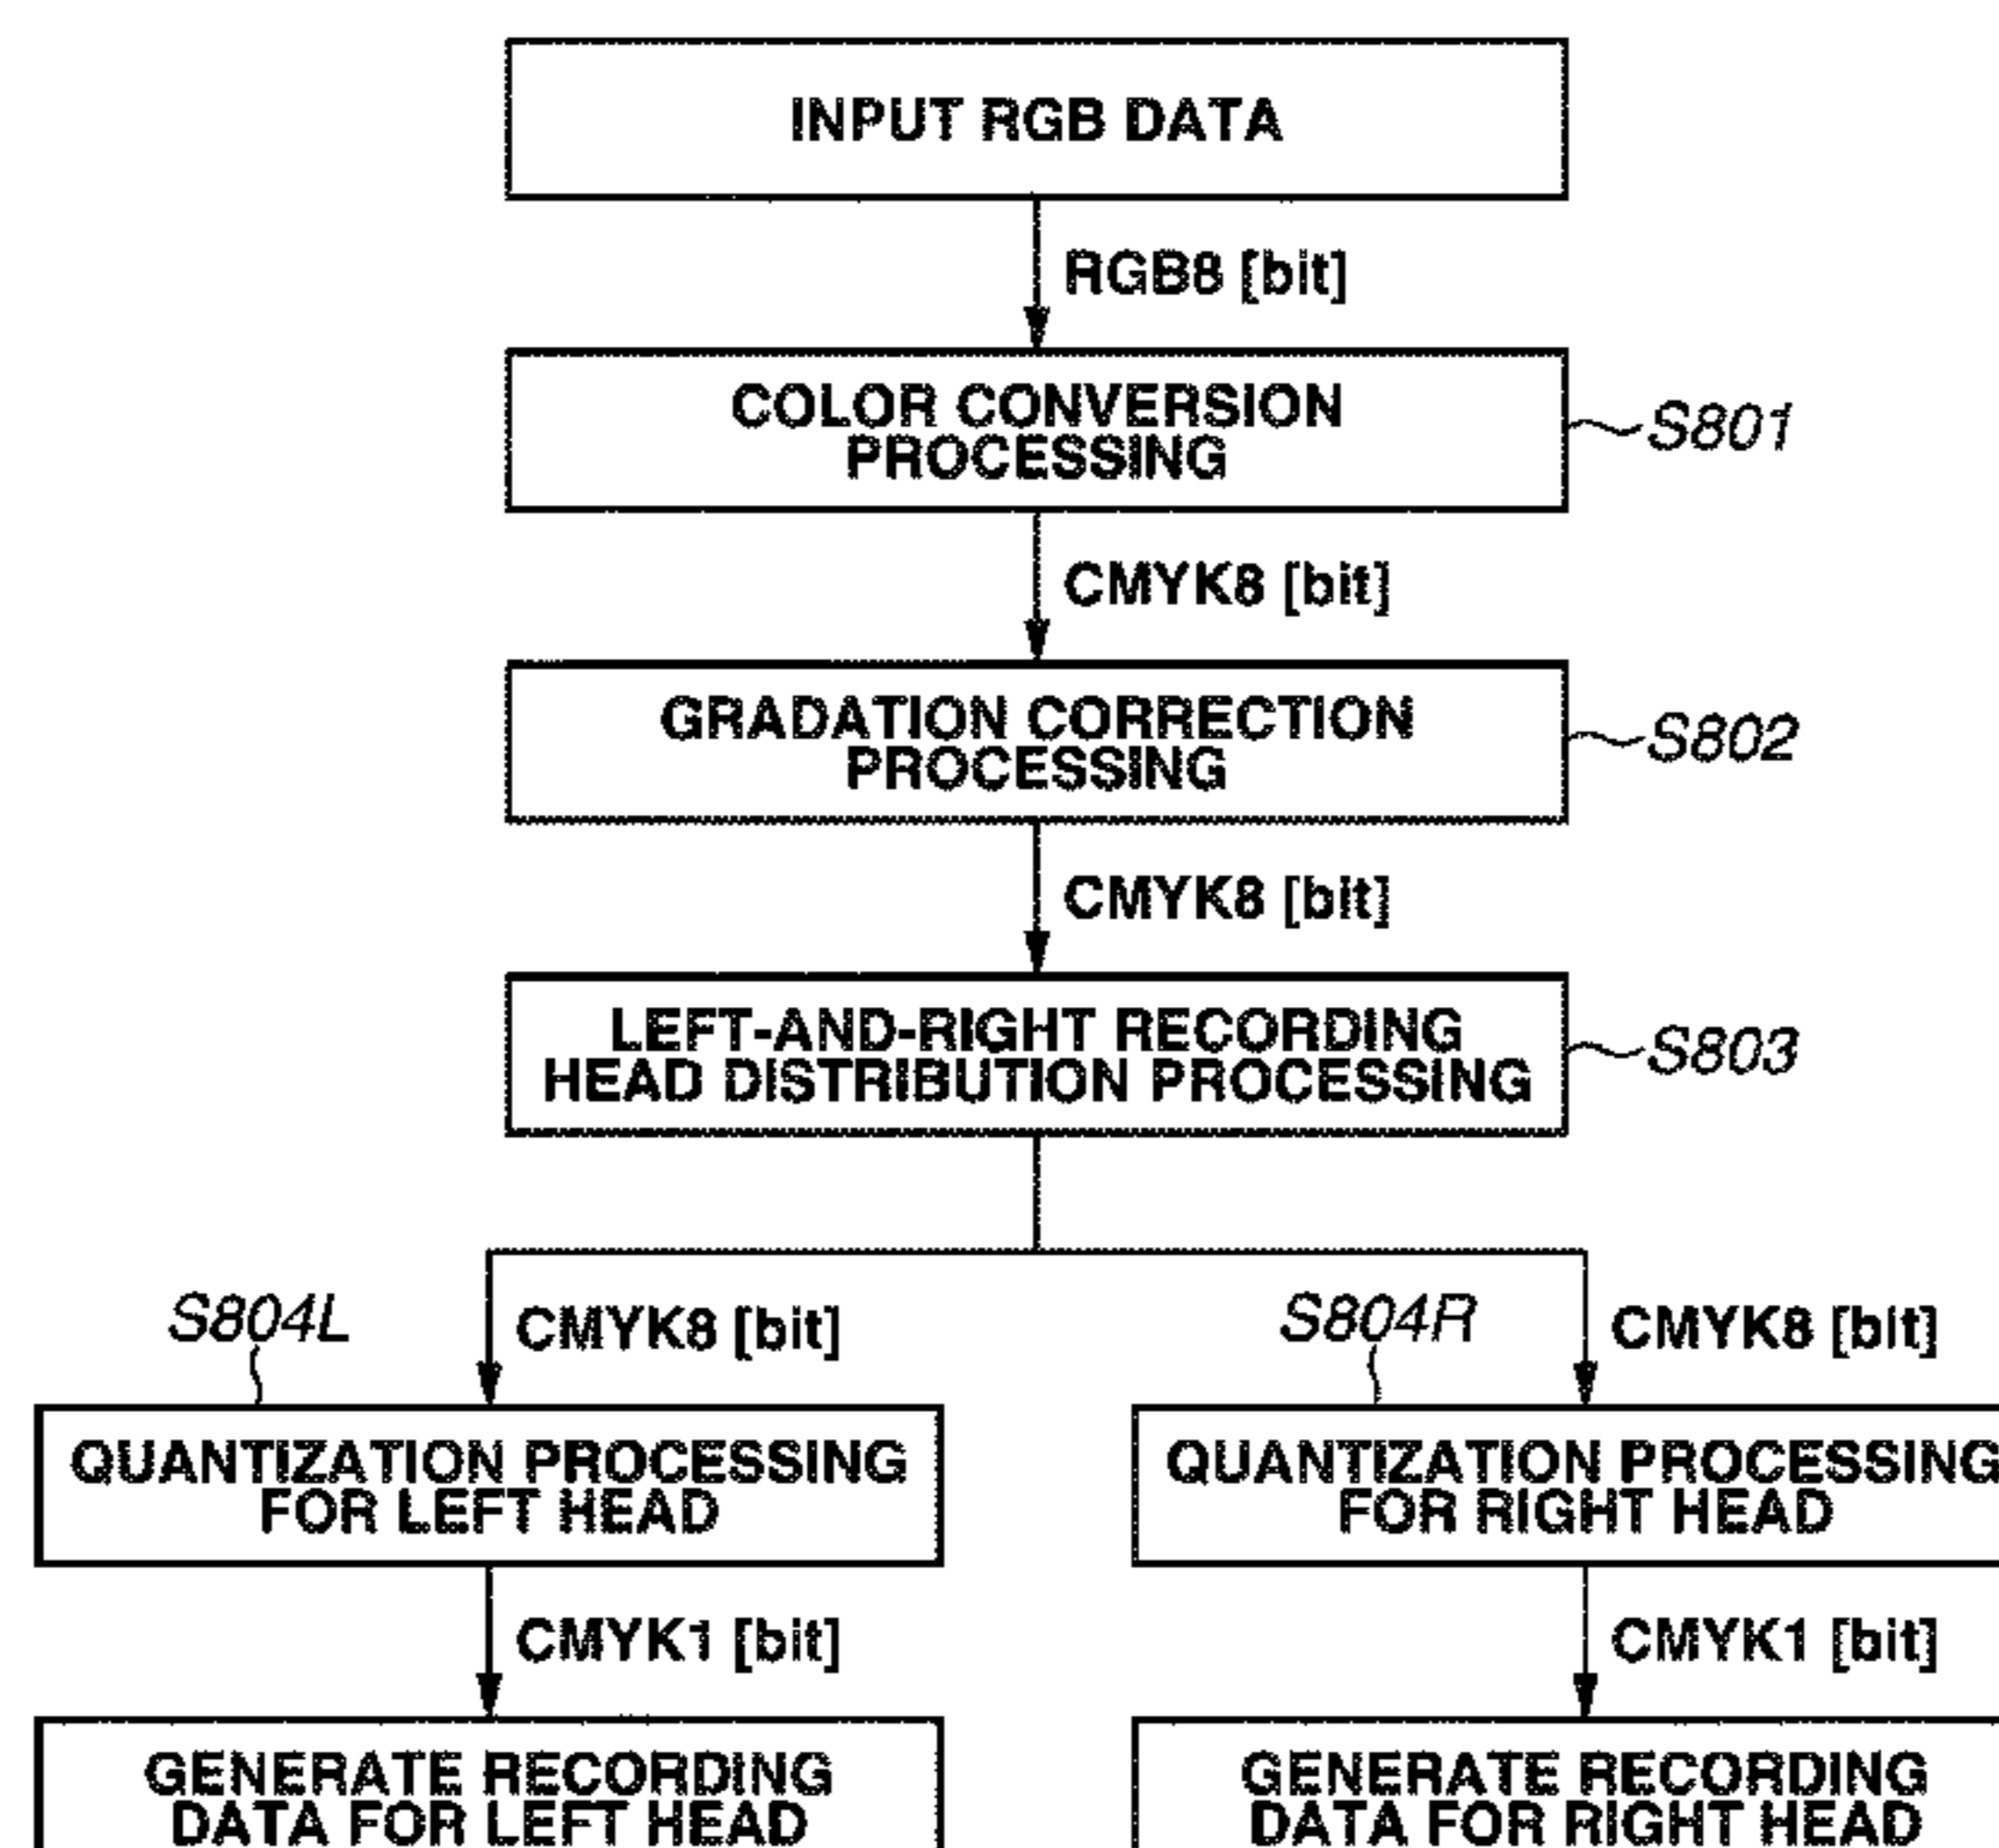 INPUT RGB DATA
RGB8 [bit]
COLOR CONVERSION
PROCESSING
S801
CMYK8 [bit]
GRADATION CORRECTION
PROCESSING
S802
CMYK8 [bit]
LEFT-AND-RIGHT RECORDING
HEAD DISTRIBUTION PROCESSING
S803
S804L
CMYK8 [bit]
S804R
CMYK8 [bit]
QUANTIZATION PROCESSING
FOR LEFT HEAD
QUANTIZATION PROCESSING
FOR RIGHT HEAD
CMYK1 [bit]
CMYK1 [bit]
GENERATE RECORDING
DATA FOR LEFT HEAD
GENERATE RECORDING
DATA FOR RIGHT HEAD